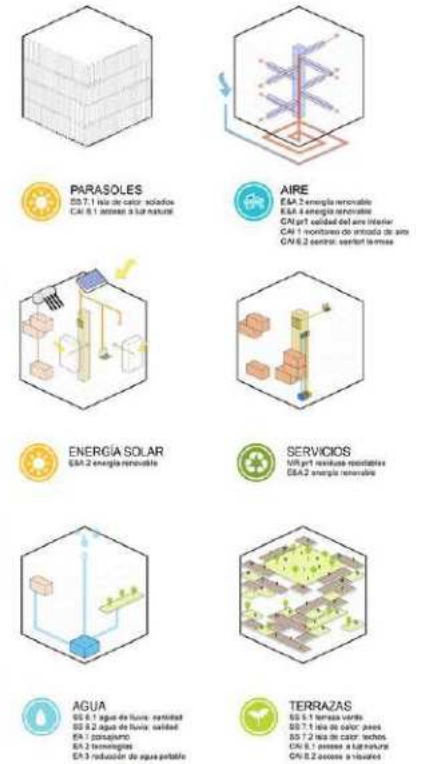 PARASOLES
SS 7.1 isla de calor: solados
CAI 8.1 acceso a luz natural
AIRE
E&A 2 energía renovable
E&A 4 energía renovable
CAI pr1 calidad del aire interior
CAI 1 monitoreo de entrada de aire
CAI 6.2 control: confort térmico
ENERGÍA SOLAR
E&A 2 energía renovable
SERVICIOS
MR pr1 residuos reciclables
E&A 2 energía renovable
AGUA
SS 6.1 agua de lluvia: cantidad
SS 6.2 agua de lluvia: calidad
EA 1 paisajismo
EA 2 tecnologías
EA 3 reducción de agua potable
TERRAZAS
SS 5.1 terraza verde
SS 7.1 isla de calor: pisos
SS 7.2 isla de calor: techos
CAI 8.1 acceso a luz natural
CAI 8.2 acceso a visuales